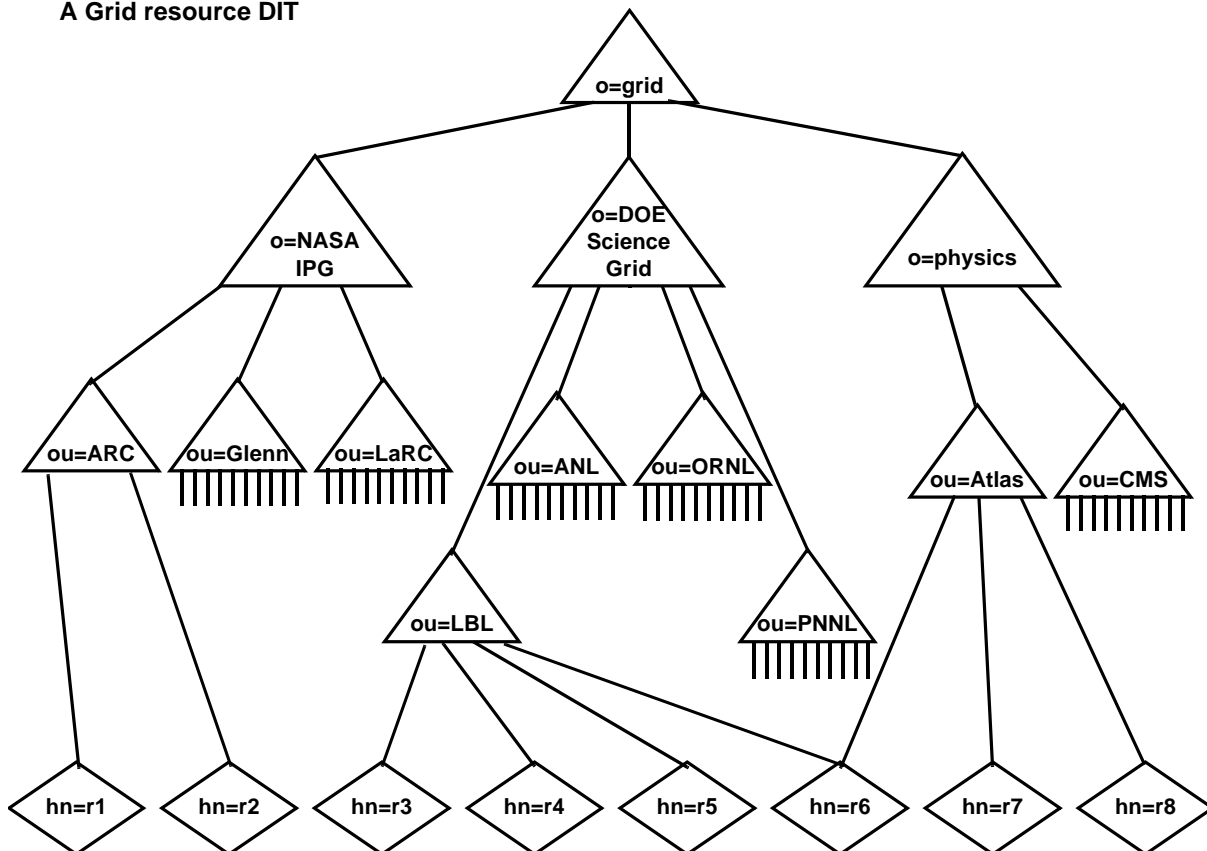 A Grid resource DIT
o=grid
o=NASA
IPG
o=DOE
Science
Grid
o=physics
ou=ARC
ou=Glenn
ou=LaRC
ou=ANL
ou=ORNL
ou=Atlas
ou=CMS
ou=LBL
ou=PNNL
hn=r1
hn=r2
hn=r3
hn=r4
hn=r5
hn=r6
hn=r7
hn=r8